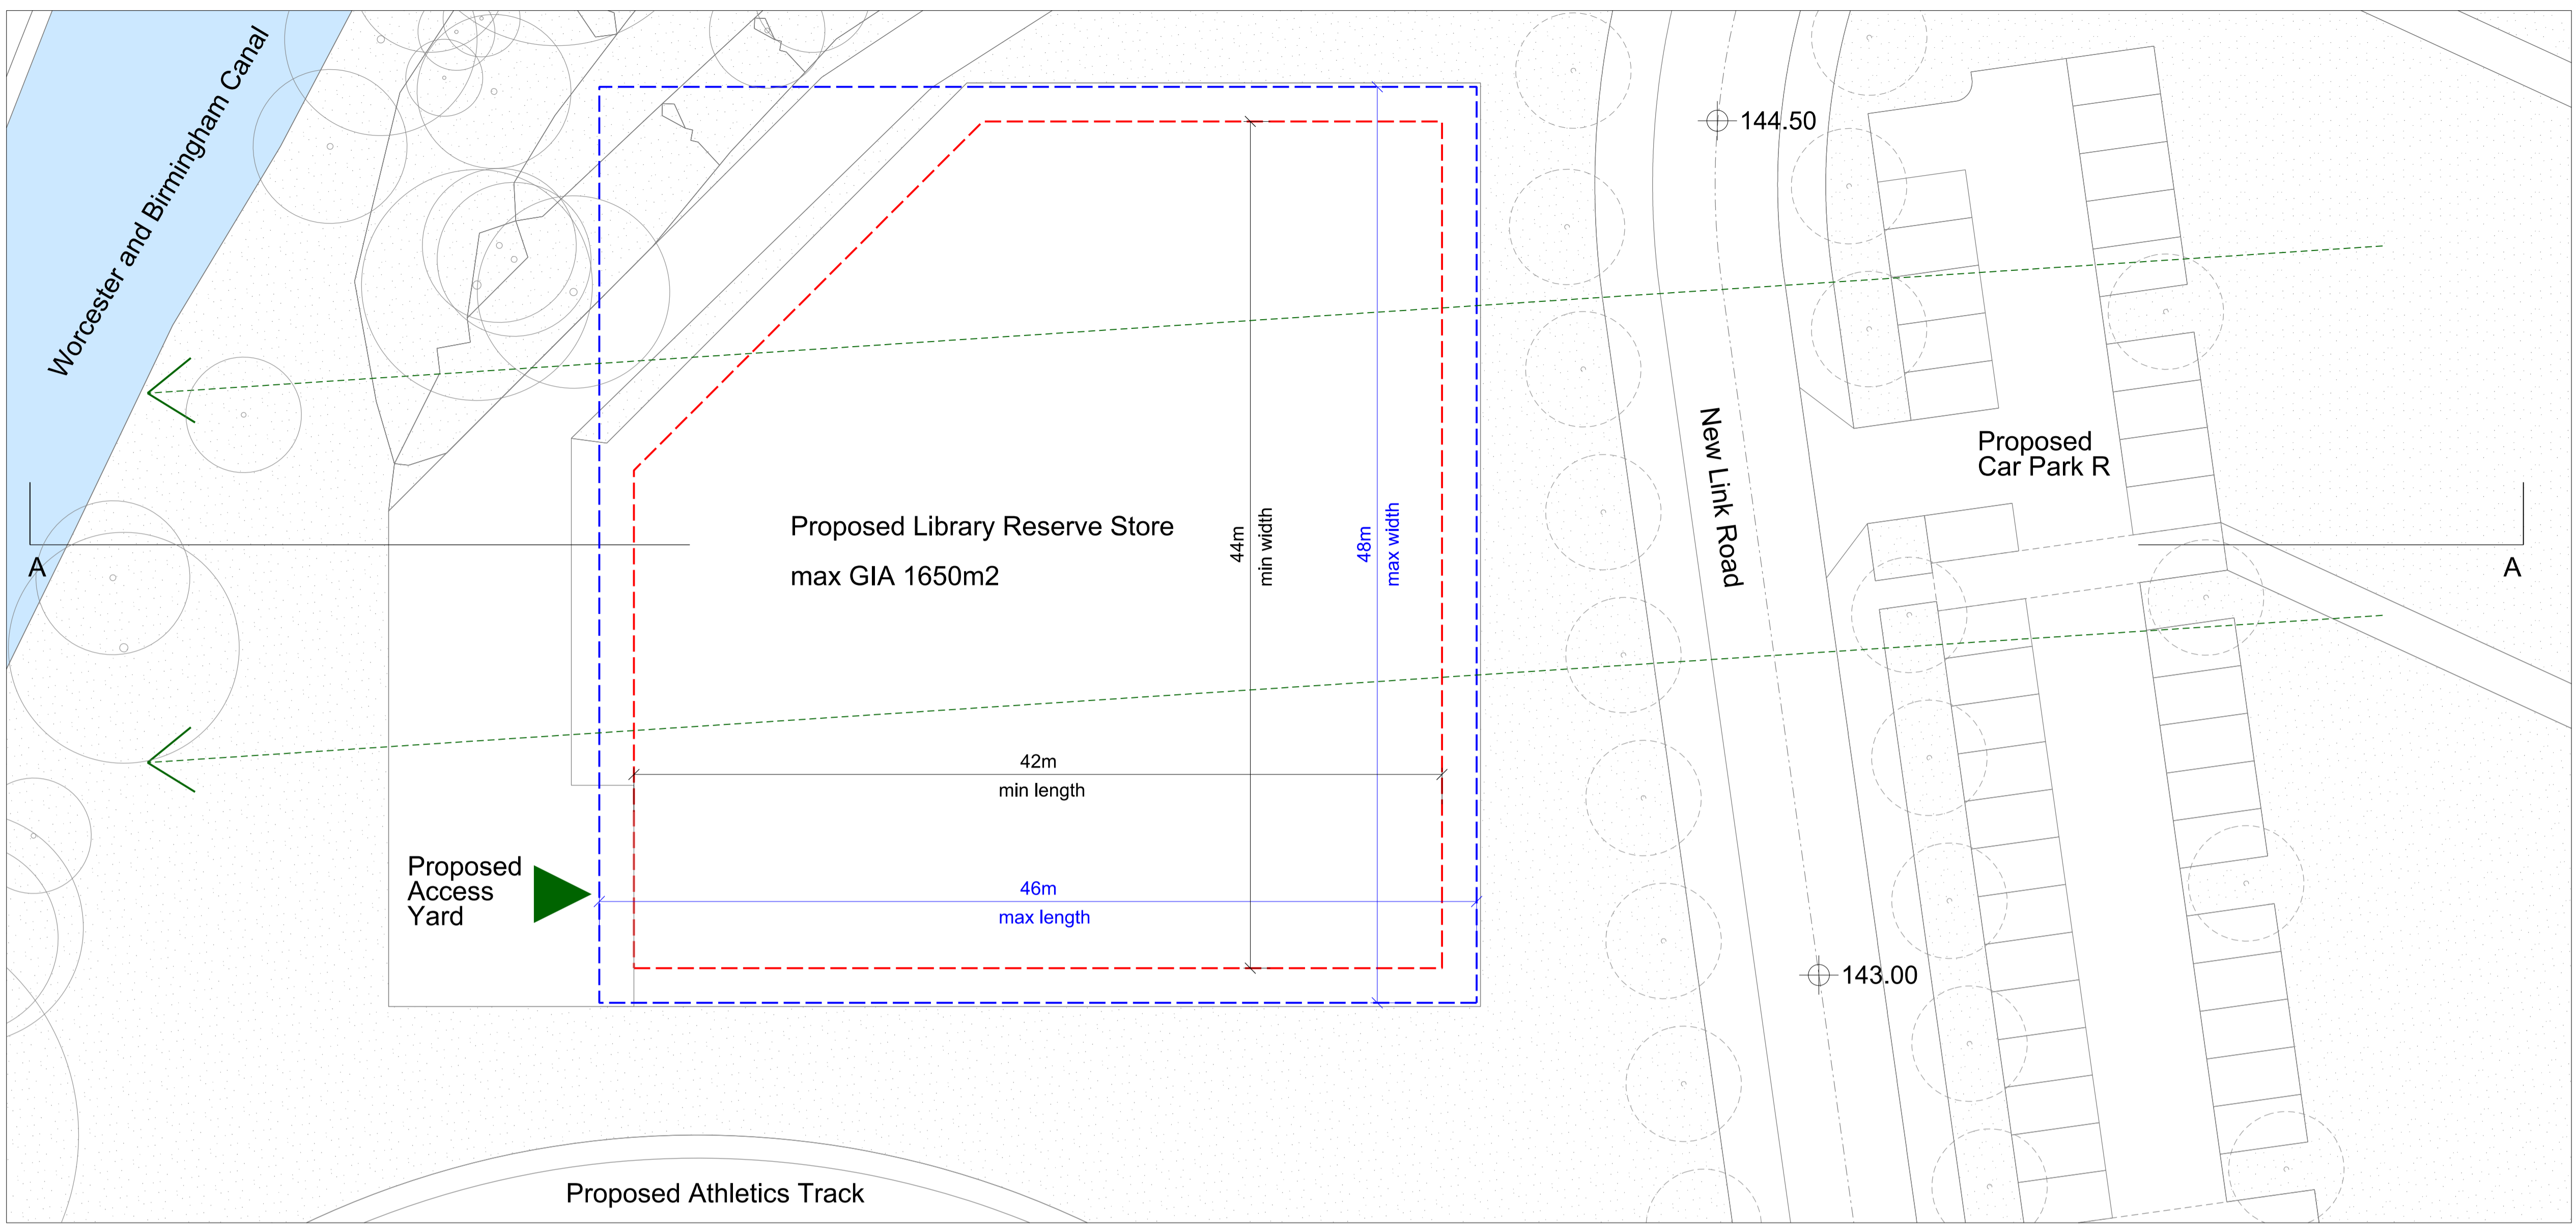 Worcester and Birmingham Canal
144.50
New Link Road
Proposed
Car Park R
Proposed Library Reserve Store
max GIA 1650m2
44m
min width
48m
max width
A
A
42m
min length
46m
max length
Proposed
Access
Yard
143.00
Proposed Athletics Track